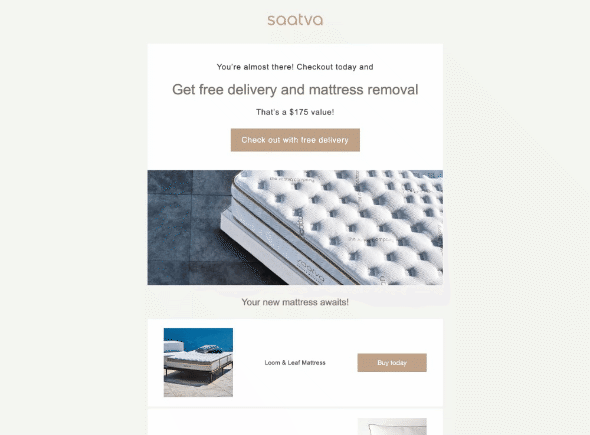 saatva
You're almost there! Checkout today and
Get free delivery and mattress removal
That's a $175 value!
Check out with free delivery
saatva
Your new mattress awaits!
Loom & Leaf Mattress
Buy today